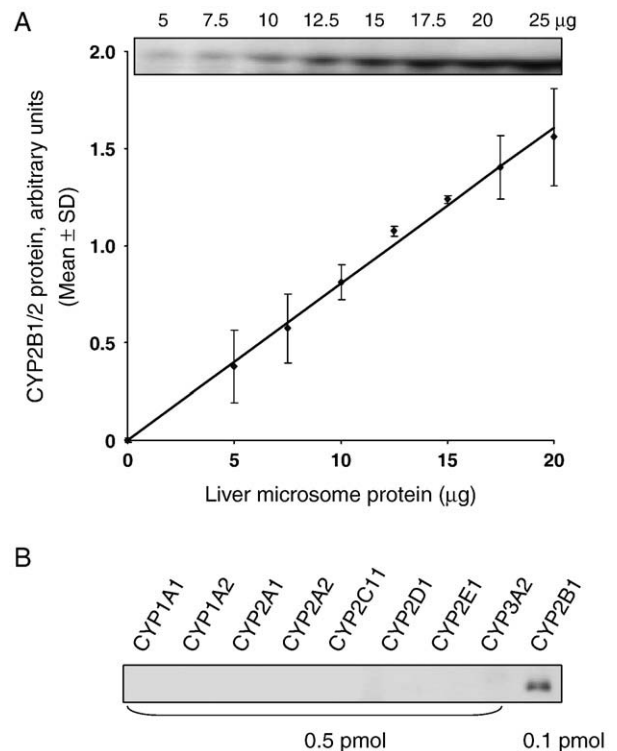 A
5 7.5 10 12.5 15 17.5 20 25 μg
2.0
1.5
1.0
0.5
0
CYP2B1/2 protein, arbitrary units
(Mean ± SD)
0 5 10 15 20
Liver microsome protein (μg)
B
CYP1A1 CYP1A2 CYP2A1 CYP2A2 CYP2C11 CYP2D1 CYP2E1 CYP3A2 CYP2B1
0.5 pmol 0.1 pmol